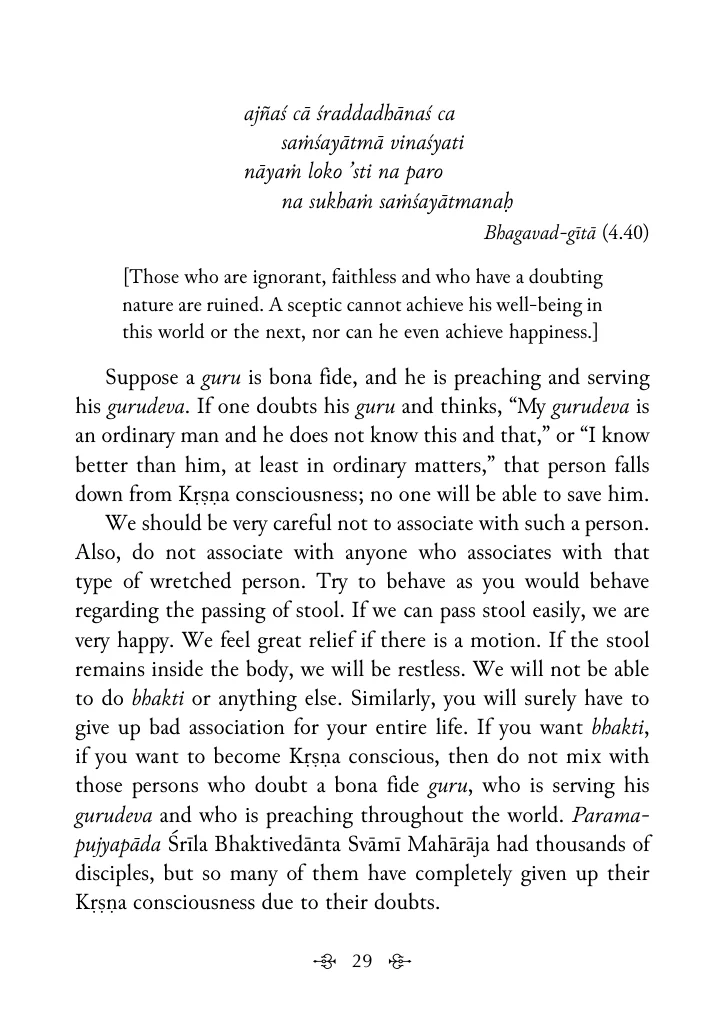 ajñaś cā śraddadhānaś ca
saṁśayātmā vinaśyati
nāyaṁ loko ’sti na paro
na sukhaṁ saṁśayātmanaḥ
Bhagavad-gītā (4.40)
[Those who are ignorant, faithless and who have a doubting
nature are ruined. A sceptic cannot achieve his well-being in
this world or the next, nor can he even achieve happiness.]
Suppose a guru is bona fide, and he is preaching and serving
his gurudeva. If one doubts his guru and thinks, “My gurudeva is
an ordinary man and he does not know this and that,” or “I know
better than him, at least in ordinary matters,” that person falls
down from Kṛṣṇa consciousness; no one will be able to save him.
We should be very careful not to associate with such a person.
Also, do not associate with anyone who associates with that
type of wretched person. Try to behave as you would behave
regarding the passing of stool. If we can pass stool easily, we are
very happy. We feel great relief if there is a motion. If the stool
remains inside the body, we will be restless. We will not be able
to do bhakti or anything else. Similarly, you will surely have to
give up bad association for your entire life. If you want bhakti,
if you want to become Kṛṣṇa conscious, then do not mix with
those persons who doubt a bona fide guru, who is serving his
gurudeva and who is preaching throughout the world. Parama-
pujyapāda Śrīla Bhaktivedānta Svāmī Mahārāja had thousands of
disciples, but so many of them have completely given up their
Kṛṣṇa consciousness due to their doubts.
29